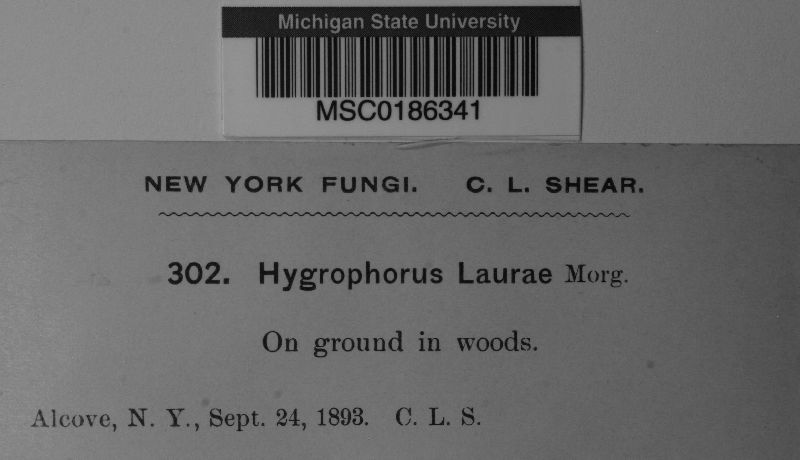 Michigan State University
MSC0186341
NEW YORK FUNGI. C. L. SHEAR.
302. Hygrophorus Laurae Morg.
On ground in woods.
Alcove, N. Y., Sept. 24, 1893. C. L. S.